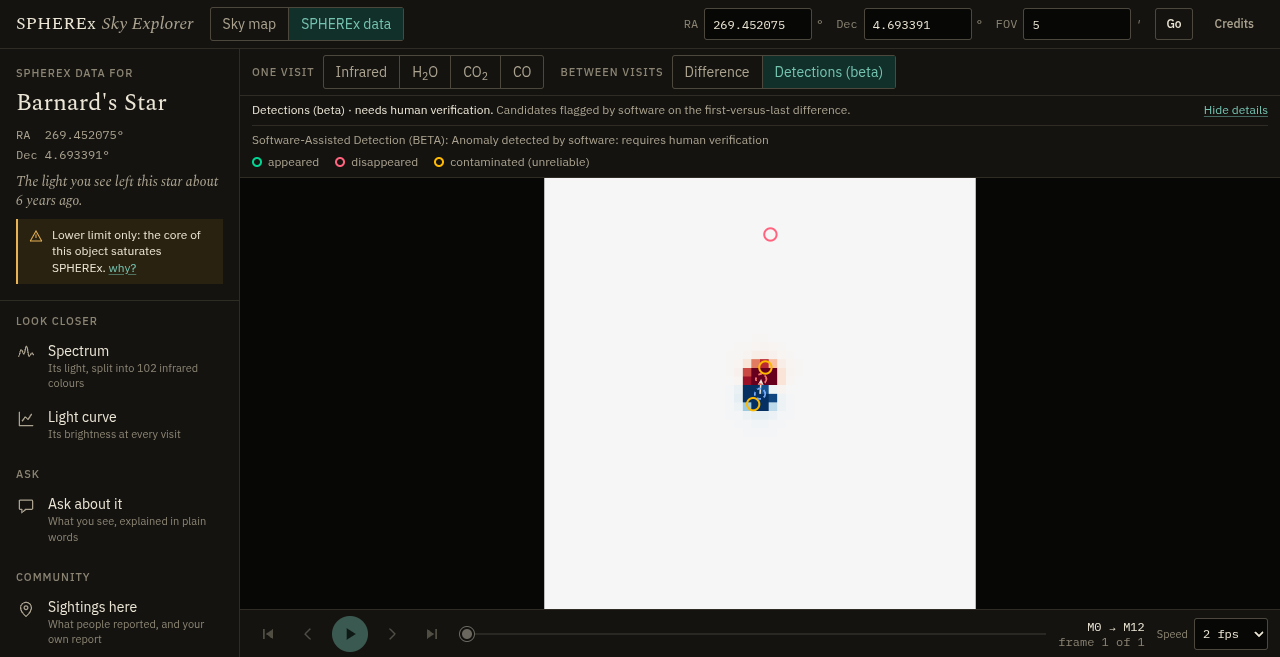 SPHEREx Sky Explorer
Sky map
SPHEREx data
RA 269.452075 °
Dec 4.693391 °
FOV 5 ′
Go
Credits
SPHEREX DATA FOR
Barnard's Star
RA 269.452075°
Dec 4.693391°
The light you see left this star about
6 years ago.
Lower limit only: the core of
this object saturates
SPHEREx. why?
LOOK CLOSER
Spectrum
Its light, split into 102 infrared
colours
Light curve
Its brightness at every visit
ASK
Ask about it
What you see, explained in plain
words
COMMUNITY
Sightings here
What people reported, and your
own report
ONE VISIT
Infrared
H₂O
CO₂
CO
BETWEEN VISITS
Difference
Detections (beta)
Detections (beta) · needs human verification. Candidates flagged by software on the first-versus-last difference.
Hide details
Software-Assisted Detection (BETA): Anomaly detected by software: requires human verification
appeared
disappeared
contaminated (unreliable)
M0 → M12
frame 1 of 1
Speed
2 fps